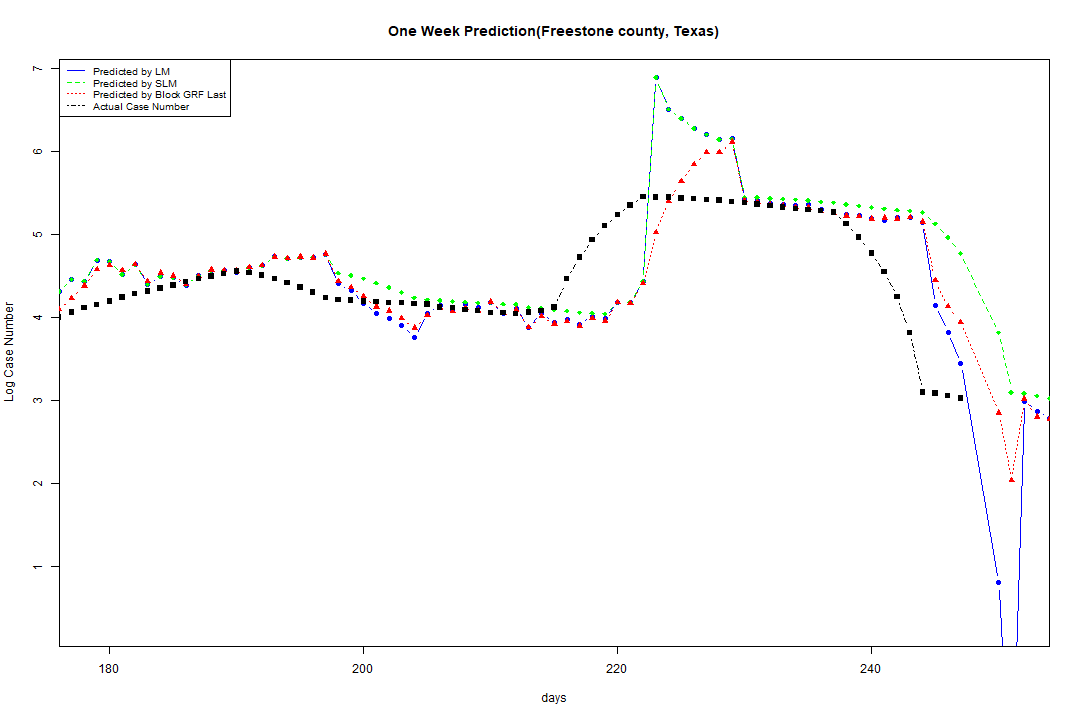 One Week Prediction(Freestone county, Texas)
Predicted by LM
Predicted by SLM
Predicted by Block GRF Last
Actual Case Number
7
6
5
4
3
2
1
Log Case Number
180 200 220 240
days